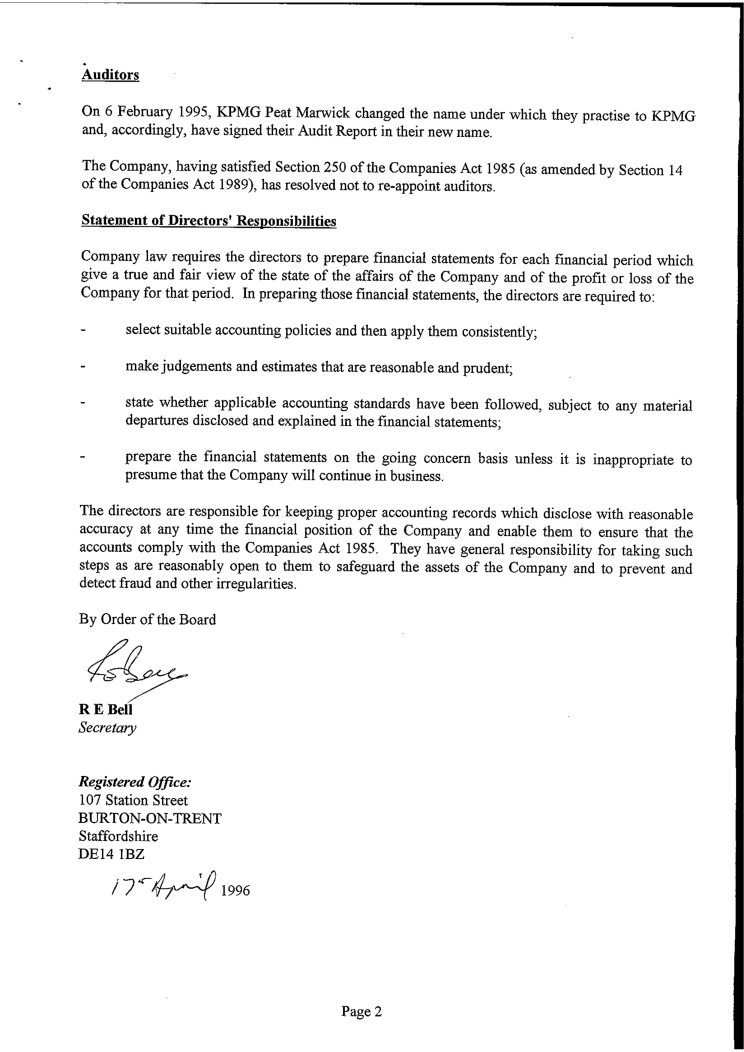 Auditors
On 6 February 1995, KPMG Peat Marwick changed the name under which they practise to KPMG
and, accordingly, have signed their Audit Report in their new name.
The Company, having satisfied Section 250 of the Companies Act 1985 (as amended by Section 14
of the Companies Act 1989), has resolved not to re-appoint auditors.
Statement of Directors' Responsibilities
Company law requires the directors to prepare financial statements for each financial period which
give a true and fair view of the state of the affairs of the Company and of the profit or loss of the
Company for that period. In preparing those financial statements, the directors are required to:
- select suitable accounting policies and then apply them consistently;
- make judgements and estimates that are reasonable and prudent;
- state whether applicable accounting standards have been followed, subject to any material
departures disclosed and explained in the financial statements;
- prepare the financial statements on the going concern basis unless it is inappropriate to
presume that the Company will continue in business.
The directors are responsible for keeping proper accounting records which disclose with reasonable
accuracy at any time the financial position of the Company and enable them to ensure that the
accounts comply with the Companies Act 1985. They have general responsibility for taking such
steps as are reasonably open to them to safeguard the assets of the Company and to prevent and
detect fraud and other irregularities.
By Order of the Board
R E Bell
Secretary
Registered Office:
107 Station Street
BURTON-ON-TRENT
Staffordshire
DE14 1BZ
April 1996
Page 2